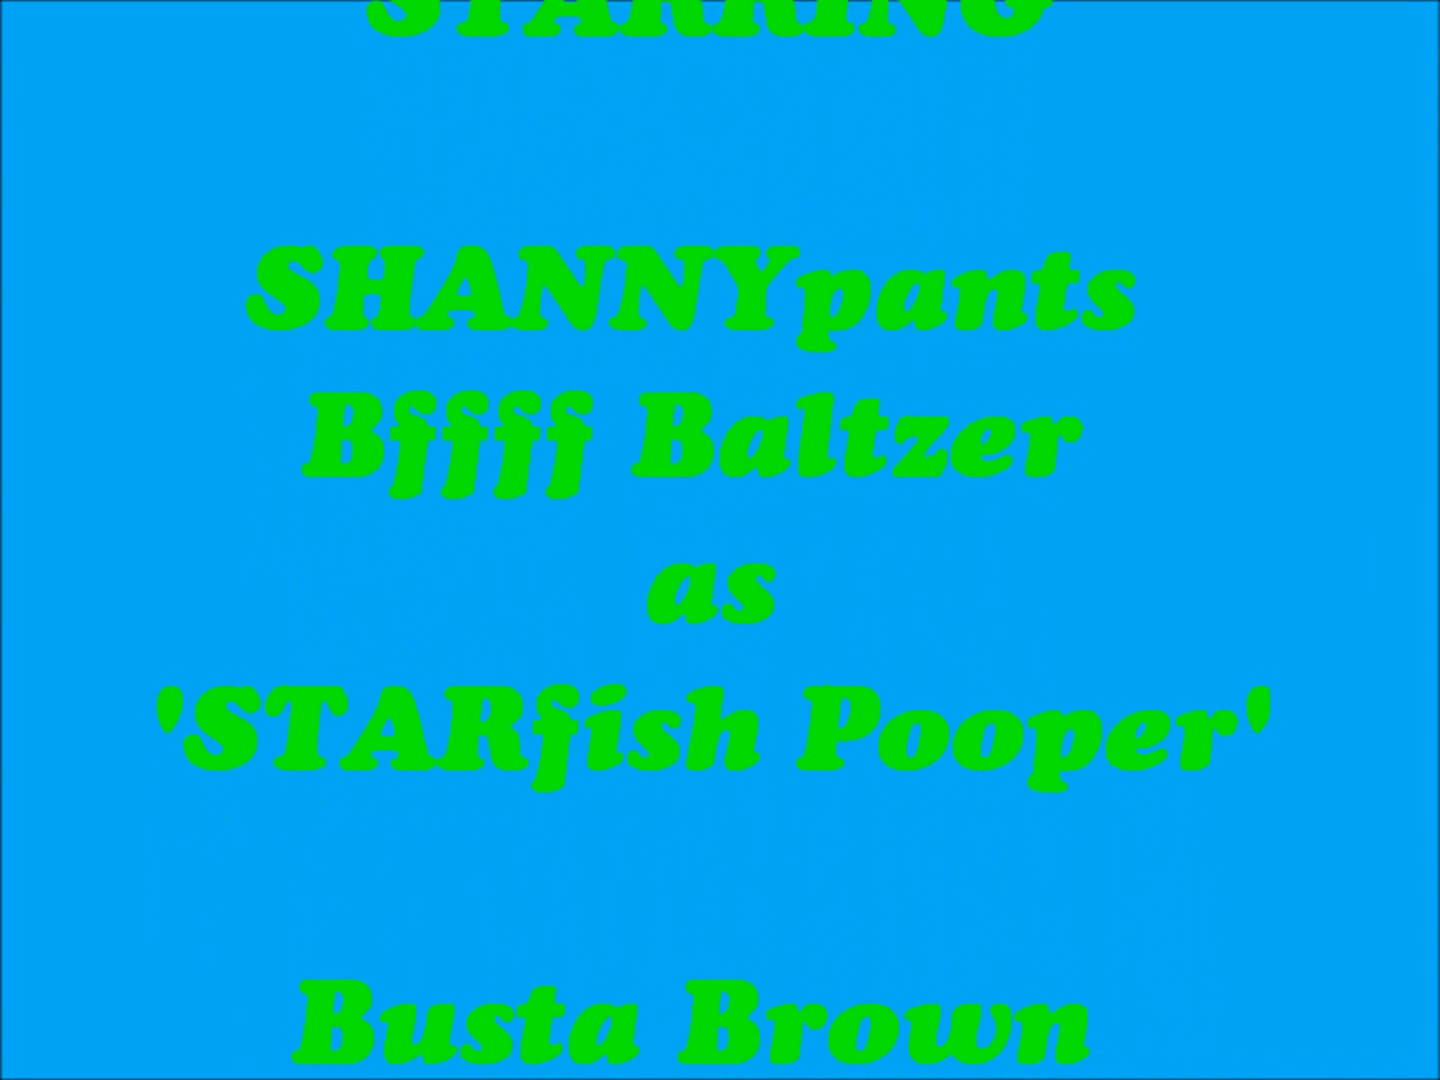 STARRING
SHANNYpants
Bffff Baltzer
as
'STARfish Pooper'
Busta Brown